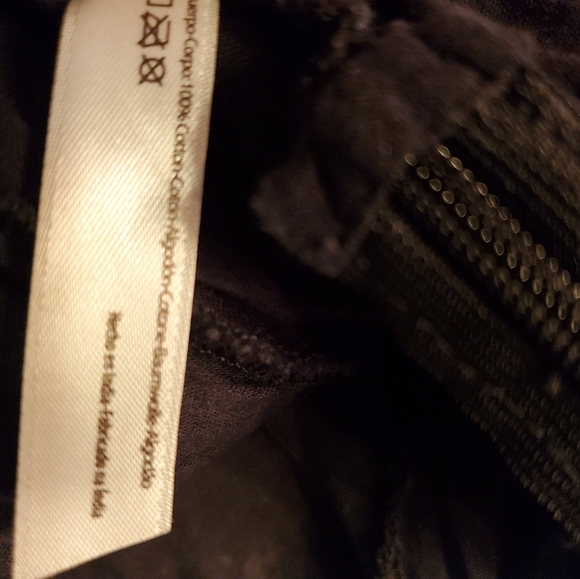 uerpo-Corpo: 100% Cotton-Coton-Algodón-Cotone-Baumwolle-Algodão
Hecho en India-Fabricado na Índia